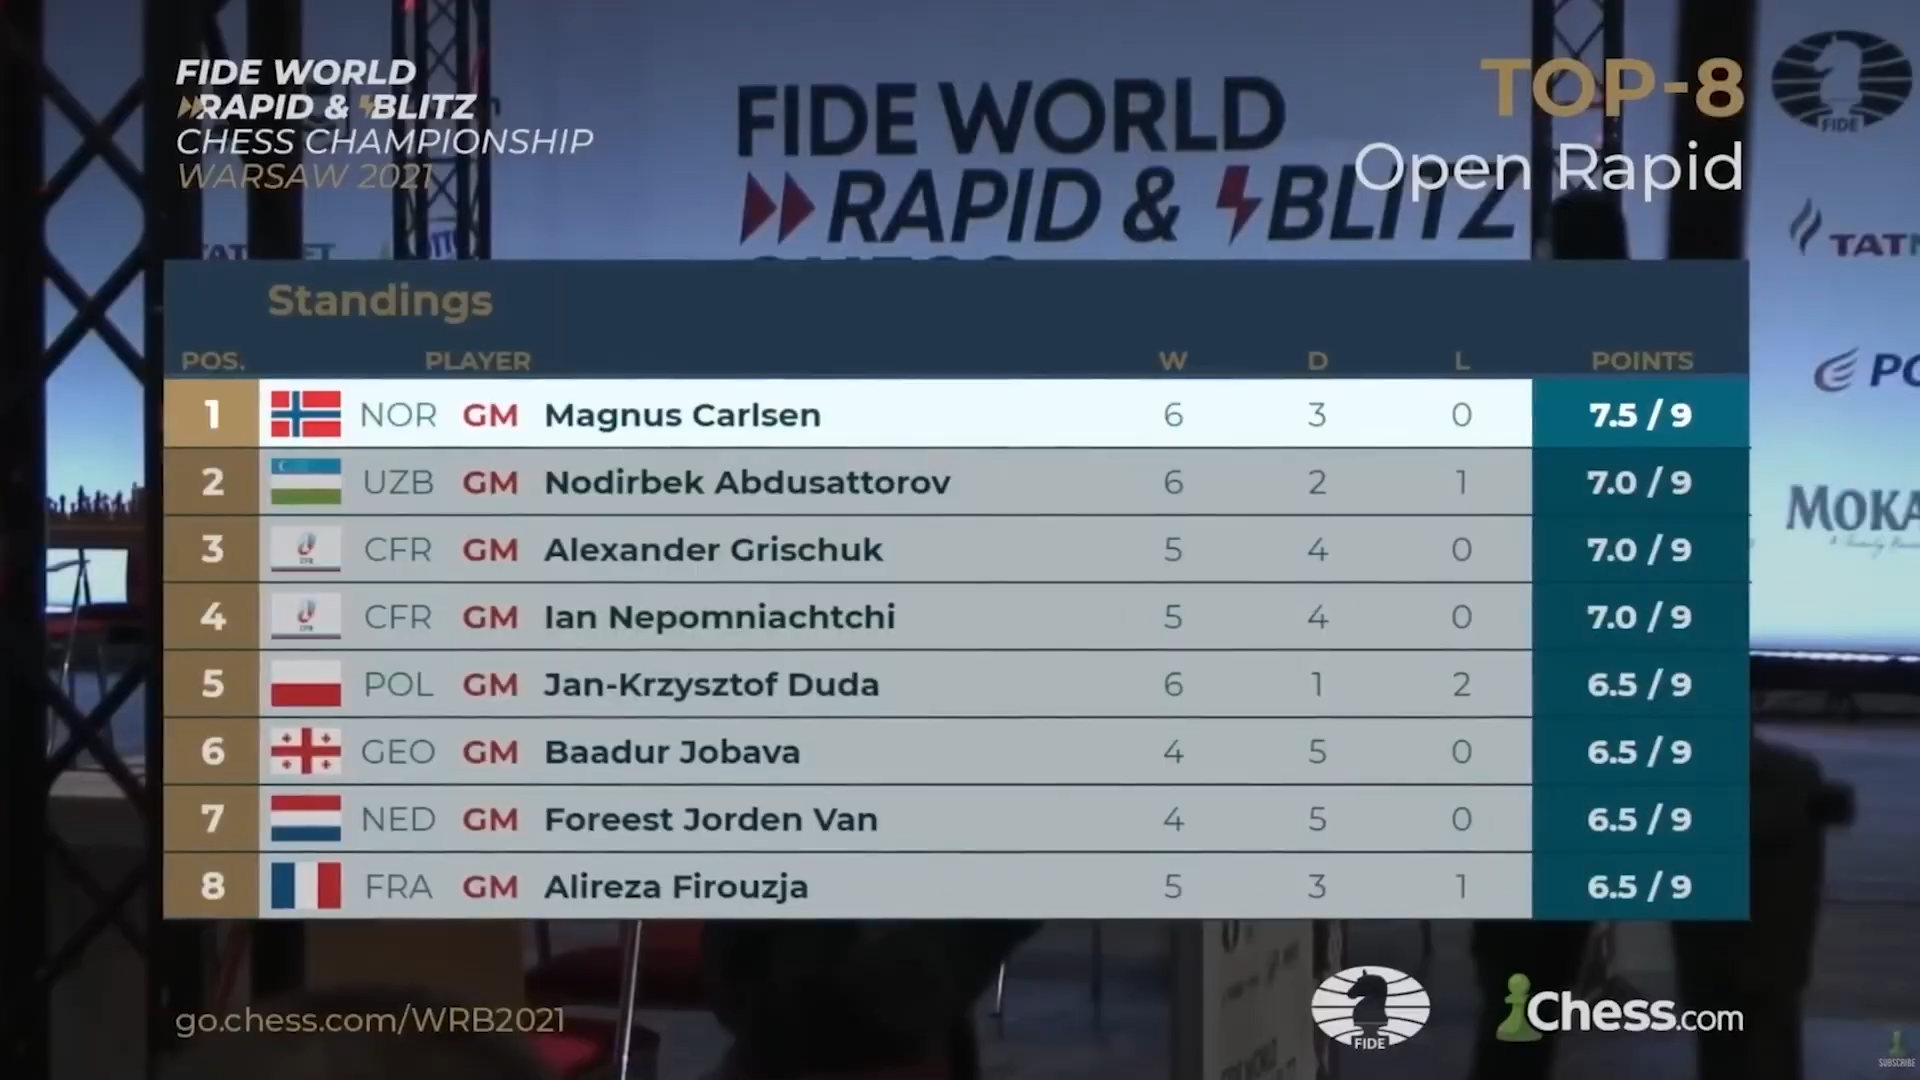 FIDE WORLD
RAPID & BLITZ
CHESS CHAMPIONSHIP
WARSAW 2021
FIDE WORLD
RAPID & BLITZ
TOP-8
Open Rapid
FIDE
Standings
POS. PLAYER W D L POINTS
1 NOR GM Magnus Carlsen 6 3 0 7.5 / 9
2 UZB GM Nodirbek Abdusattorov 6 2 1 7.0 / 9
3 CFR GM Alexander Grischuk 5 4 0 7.0 / 9
4 CFR GM Ian Nepomniachtchi 5 4 0 7.0 / 9
5 POL GM Jan-Krzysztof Duda 6 1 2 6.5 / 9
6 GEO GM Baadur Jobava 4 5 0 6.5 / 9
7 NED GM Foreest Jorden Van 4 5 0 6.5 / 9
8 FRA GM Alireza Firouzja 5 3 1 6.5 / 9
go.chess.com/WRB2021
FIDE
Chess.com
SUBSCRIBE